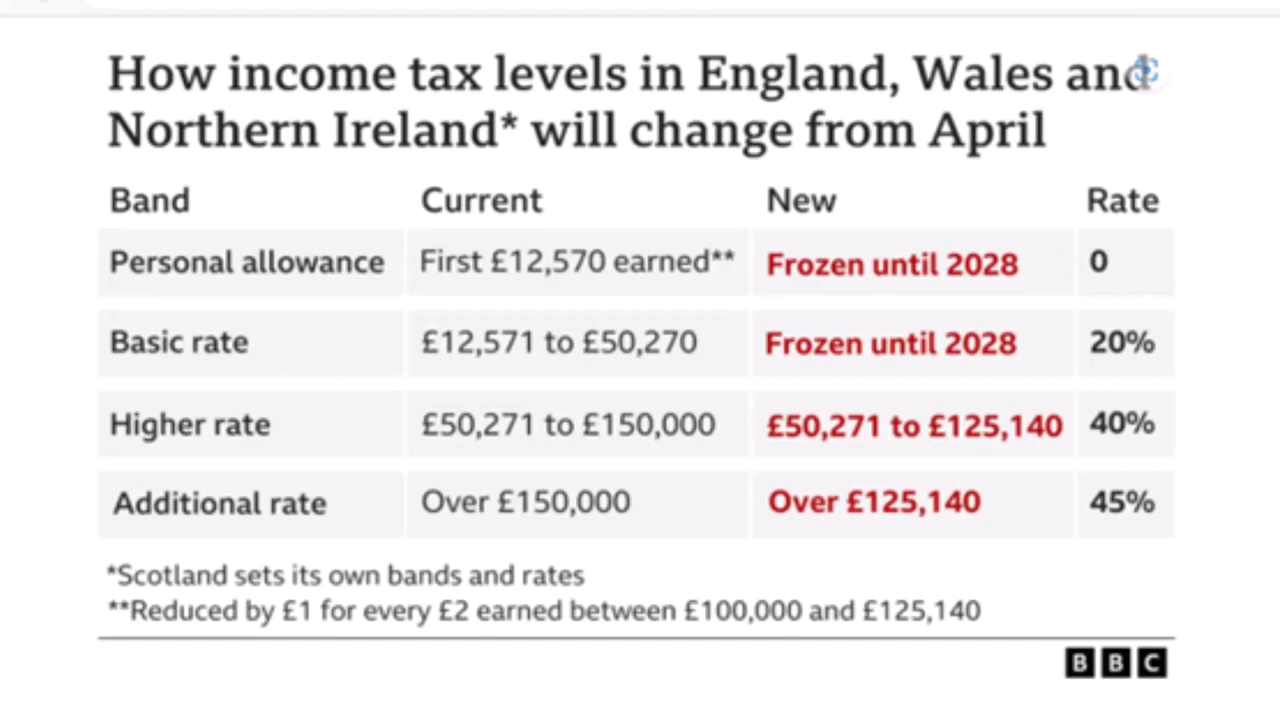 How income tax levels in England, Wales and
Northern Ireland* will change from April
Band Current New Rate
Personal allowance First £12,570 earned** Frozen until 2028 0
Basic rate £12,571 to £50,270 Frozen until 2028 20%
Higher rate £50,271 to £150,000 £50,271 to £125,140 40%
Additional rate Over £150,000 Over £125,140 45%
*Scotland sets its own bands and rates
**Reduced by £1 for every £2 earned between £100,000 and £125,140
BBC